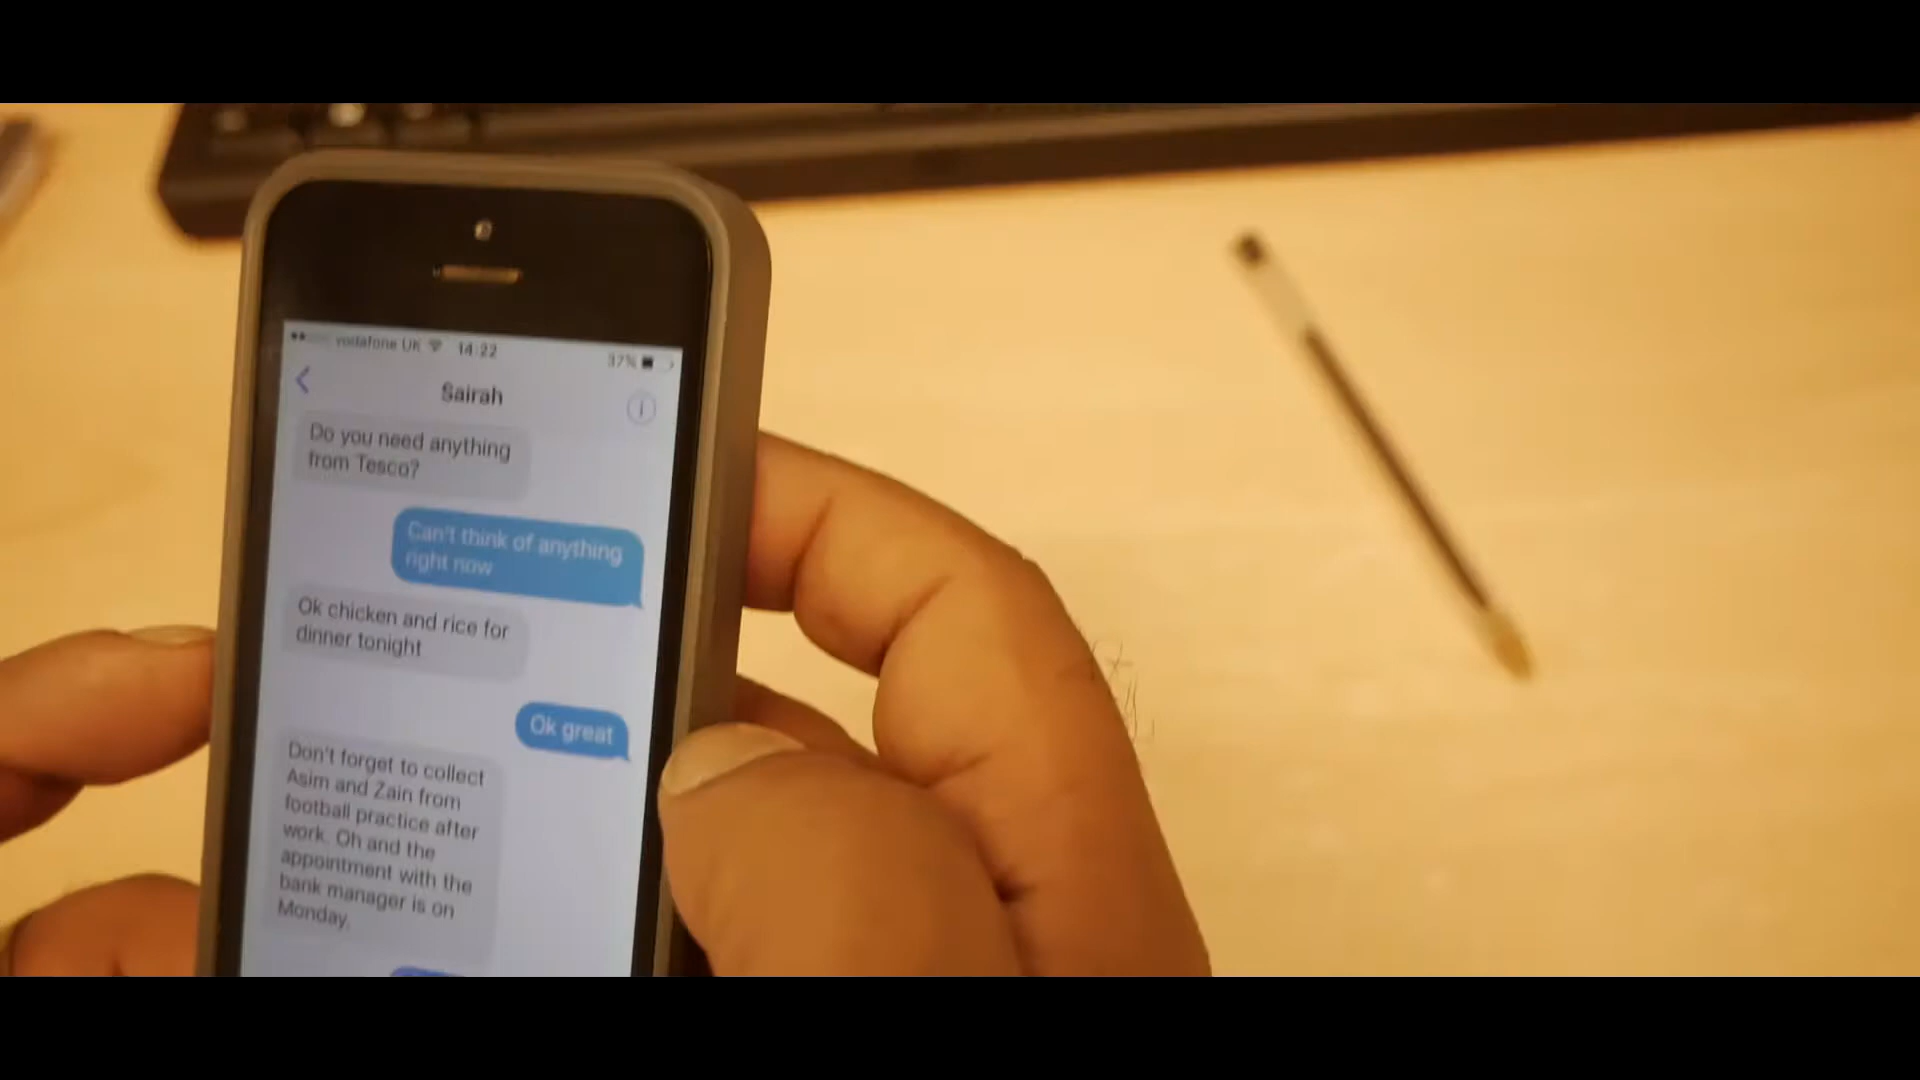 vodafone UK 14:22 37%
Sairah
Do you need anything
from Tesco?
Can't think of anything
right now
Ok chicken and rice for
dinner tonight
Ok great
Don't forget to collect
Asim and Zain from
football practice after
work. Oh and the
appointment with the
bank manager is on
Monday.